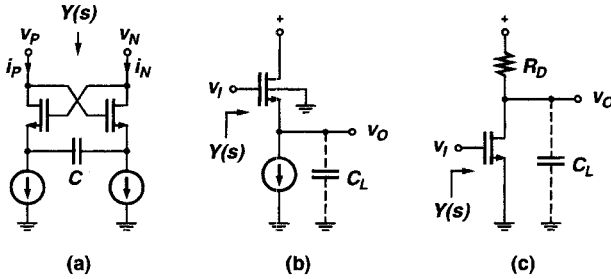 Y(s)
v_P
v_N
i_P
i_N
C
(a)
+
v_I
Y(s)
v_O
C_L
(b)
+
R_D
v_O
v_I
Y(s)
C_L
(c)